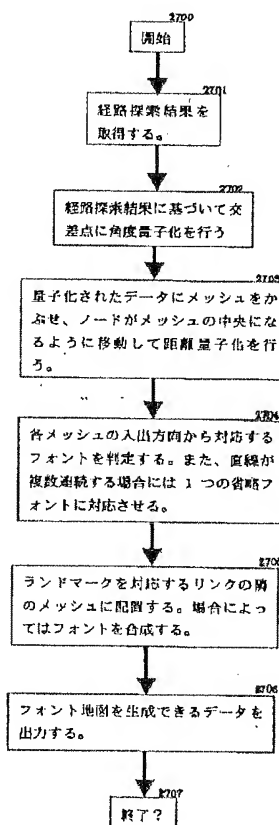 2700
開始
2701
経路探索結果を
取得する。
2702
経路探索結果に基づいて交
差点に角度量子化を行う
2703
量子化されたデータにメッシュをか
ぶせ、ノードがメッシュの中央にな
るように移動して距離量子化を行
う。
2704
各メッシュの入出方向から対応する
フォントを判定する。また、直線が
複数連続する場合には 1 つの省略フ
ォントに対応させる。
2705
ランドマークを対応するリンクの隣
のメッシュに配置する。場合によっ
てはフォントを合成する。
2706
フォント地図を生成できるデータを
出力する。
2707
終了?